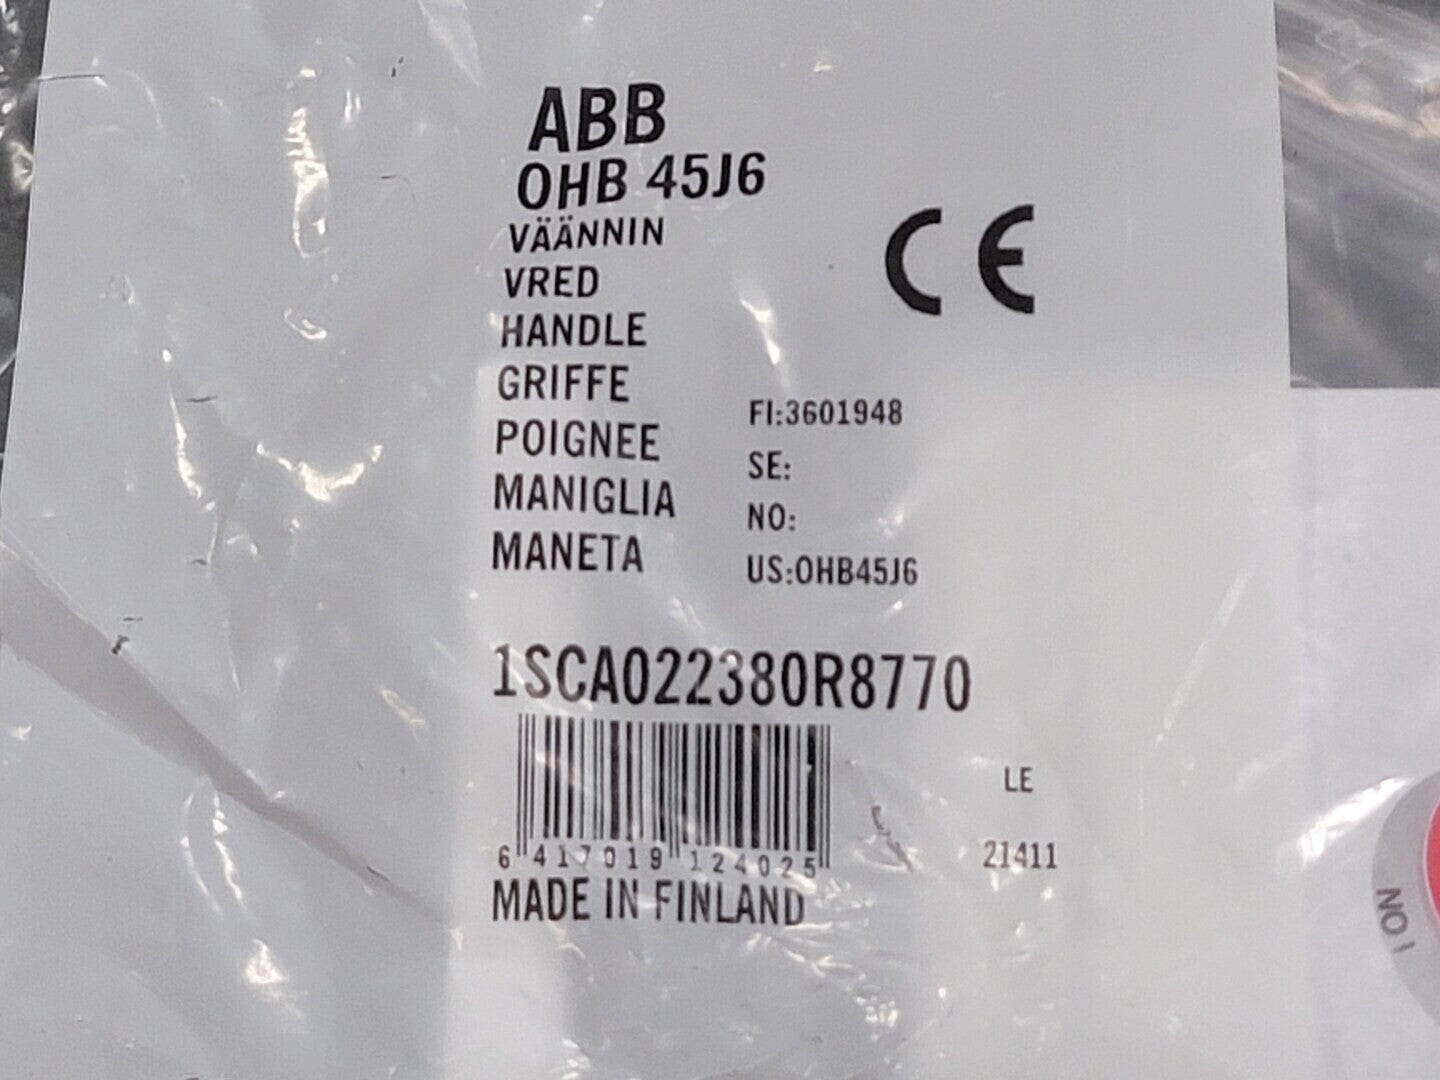 ABB
OHB 45J6
VÄÄNNIN
VRED
HANDLE
GRIFFE
POIGNEE
MANIGLIA
MANETA
CE
FI:3601948
SE:
NO:
US:OHB45J6
1SCA022380R8770
6 417019 124025
MADE IN FINLAND
LE
21411
I ON